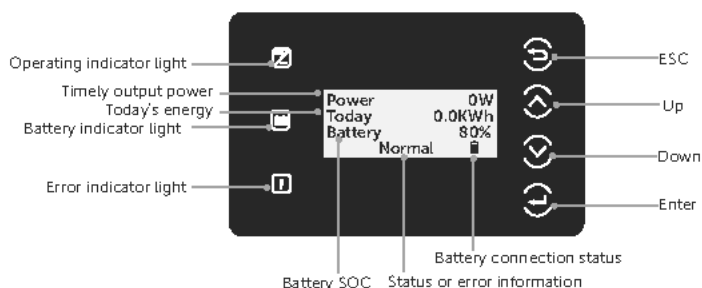 Operating indicator light
Timely output power
Today's energy
Battery indicator light
Error indicator light
Power 0W
Today 0.0KWh
Battery 80%
Normal
ESC
Up
Down
Enter
Battery connection status
Battery SOC
Status or error information